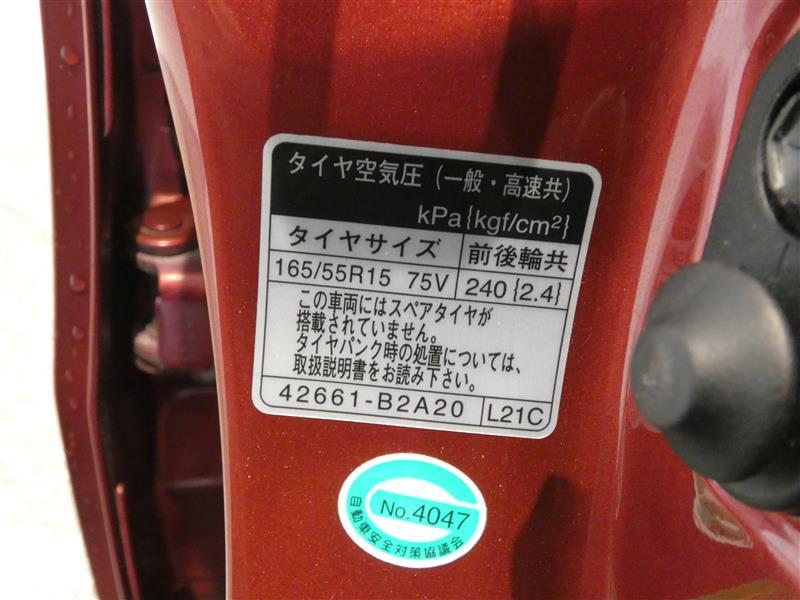 タイヤ空気圧（一般・高速共）
kPa{kgf/cm²}
タイヤサイズ 前後輪共
165/55R15 75V 240{2.4}
この車両にはスペアタイヤが
搭載されていません。
タイヤパンク時の処置については、
取扱説明書をお読み下さい。
42661-B2A20 L21C
No.4047
自動車安全対策協議会